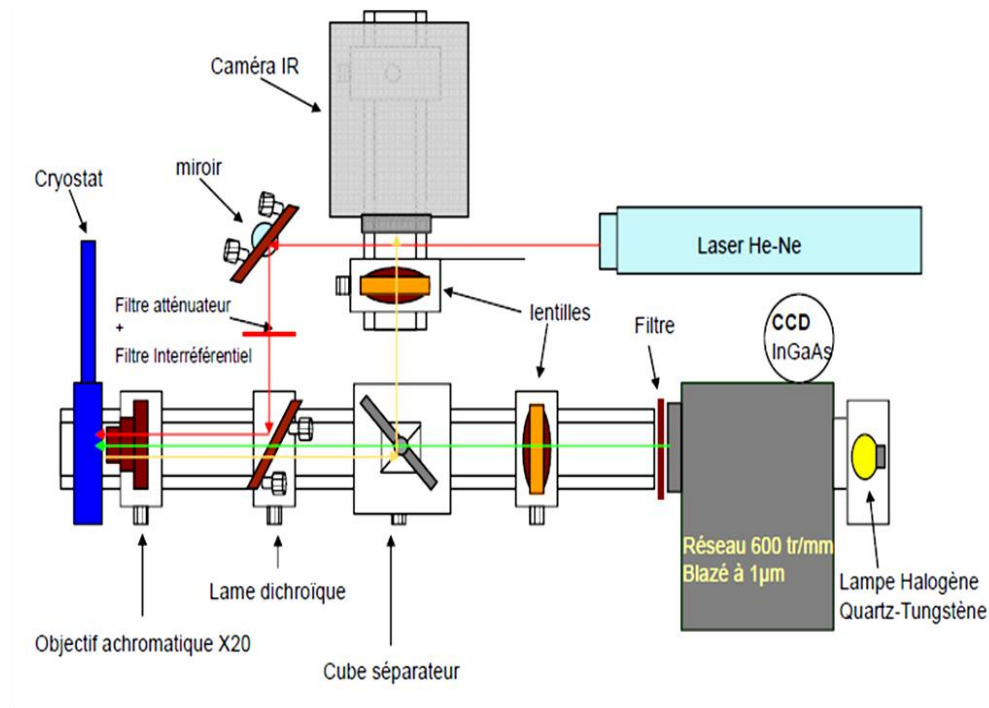 Caméra IR
Cryostat
miroir
Laser He-Ne
Filtre atténuateur
+
Filtre Interréférentiel
lentilles
Filtre
CCD
InGaAs
Réseau 600 tr/mm
Blazé à 1µm
Lampe Halogène
Quartz-Tungstène
Lame dichroïque
Objectif achromatique X20
Cube séparateur